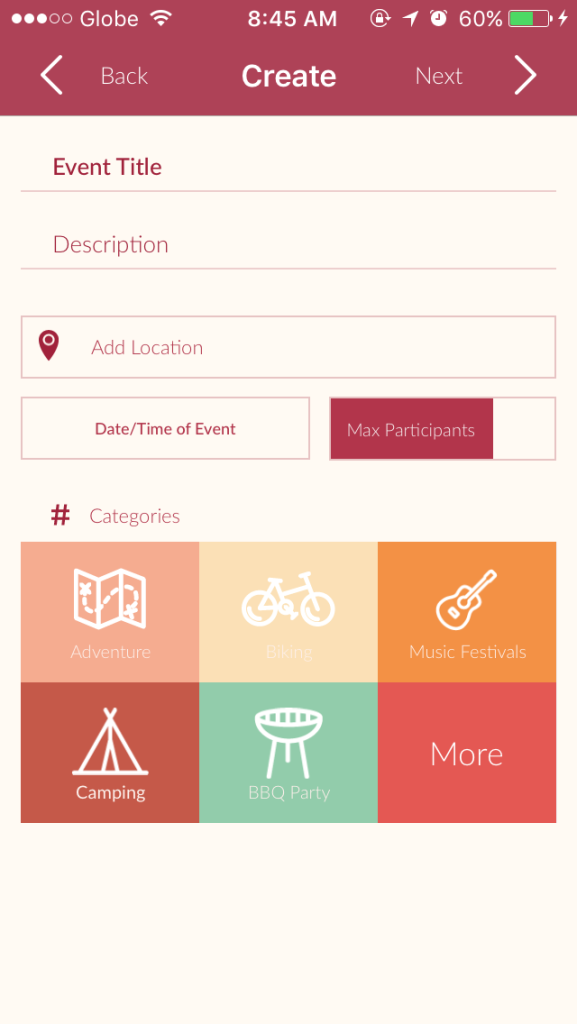 Globe 8:45 AM 60%
Back Create Next
Event Title
Description
Add Location
Date/Time of Event Max Participants
# Categories
Adventure Biking Music Festivals
Camping BBQ Party More